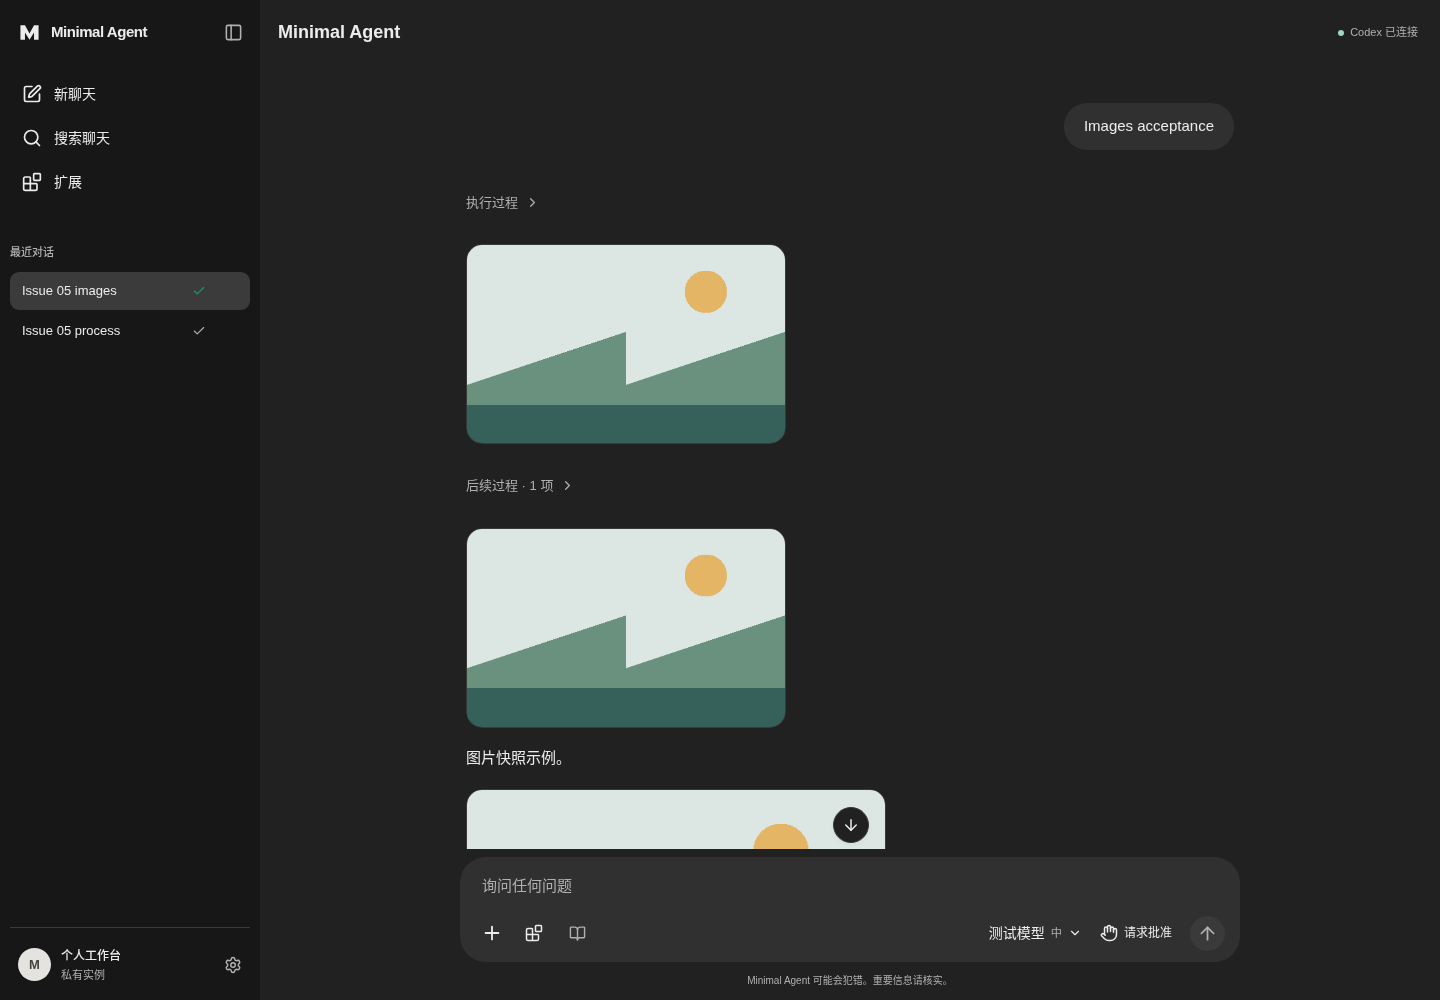 Minimal Agent
新聊天
搜索聊天
扩展
最近对话
Issue 05 images
Issue 05 process
M
个人工作台
私有实例
Minimal Agent
Codex 已连接
Images acceptance
执行过程
后续过程 · 1 项
图片快照示例。
询问任何问题
测试模型 中
请求批准
Minimal Agent 可能会犯错。重要信息请核实。